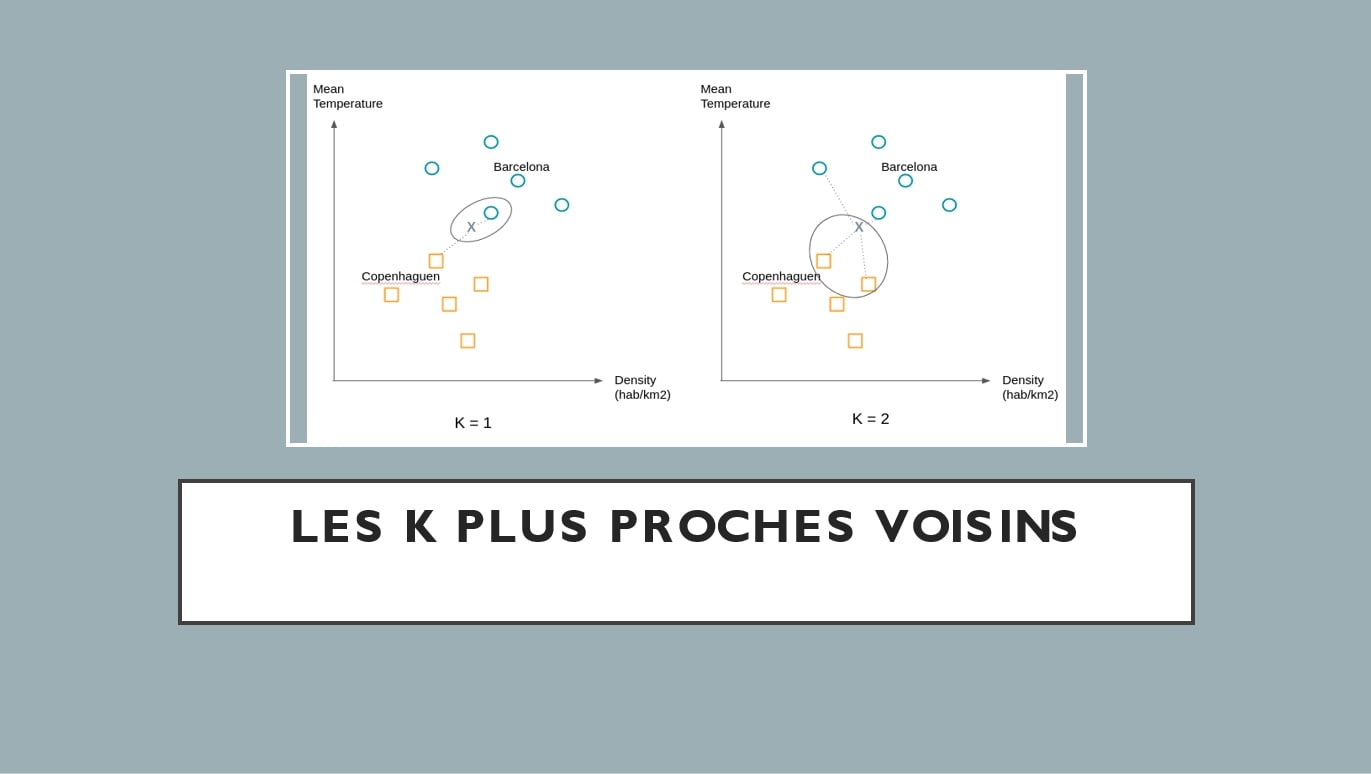 Mean
Temperature
Barcelona
X
Copenhaguen
Density
(hab/km2)
K = 1
Mean
Temperature
Barcelona
X
Copenhaguen
Density
(hab/km2)
K = 2
LES K PLUS PROCHES VOISINS